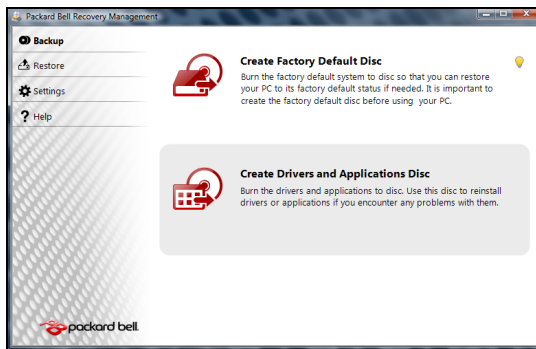 Packard Bell Recovery Management
Backup
Restore
Settings
Help
Create Factory Default Disc
Burn the factory default system to disc so that you can restore
your PC to its factory default status if needed. It is important to
create the factory default disc before using your PC.
Create Drivers and Applications Disc
Burn the drivers and applications to disc. Use this disc to reinstall
drivers or applications if you encounter any problems with them.
packard bell.